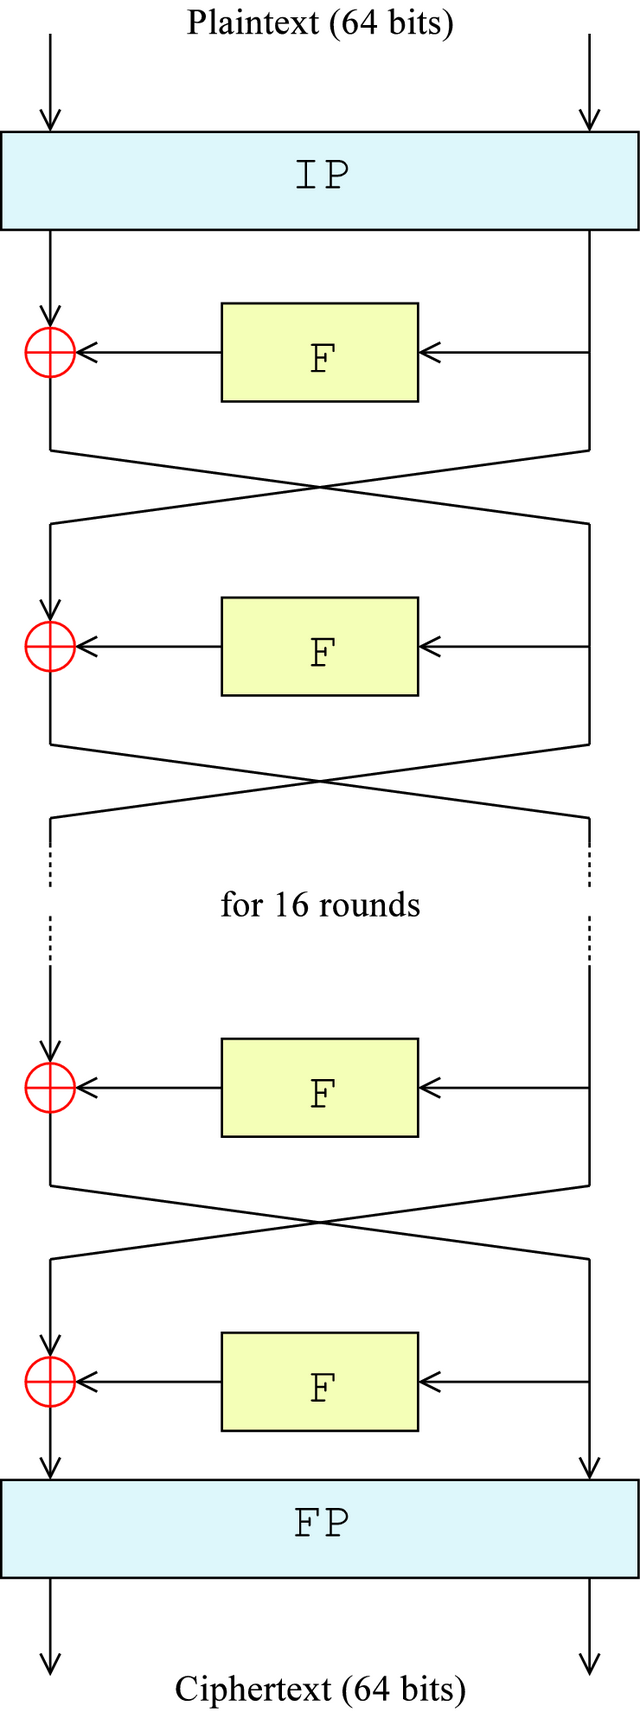 Plaintext (64 bits)
IP
F
F
for 16 rounds
F
F
FP
Ciphertext (64 bits)